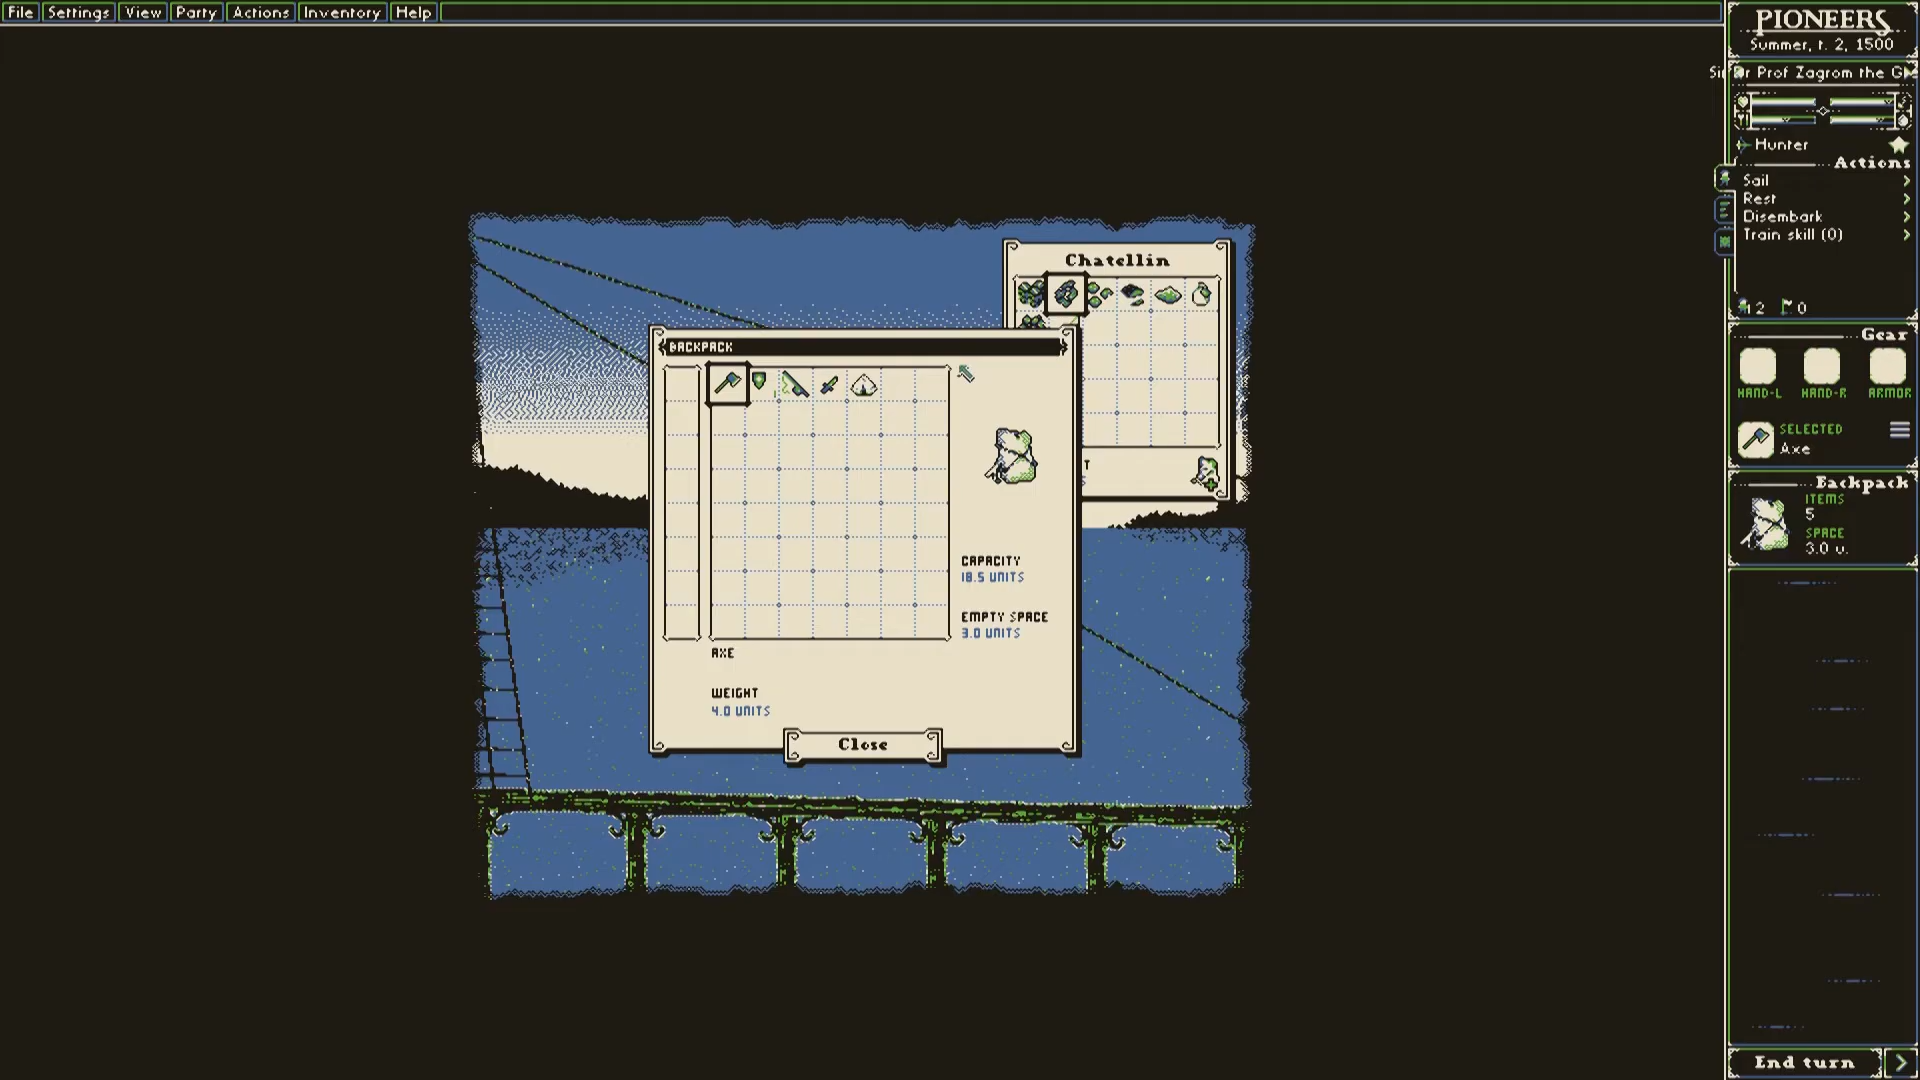 File Settings View Party Actions Inventory Help
PIONEERS
Summer, t. 2, 1500
Prof Zagrom the
Hunter
Actions
Sail
Rest
Disembark
Train skill (0)
2 0
Gear
HAND-L HAND-R ARMOR
SELECTED
Axe
Backpack
ITEMS
5
SPACE
3.0 u.
Chatellin
BACKPACK
CAPACITY
18.5 UNITS
EMPTY SPACE
3.0 UNITS
AXE
WEIGHT
4.0 UNITS
Close
End turn